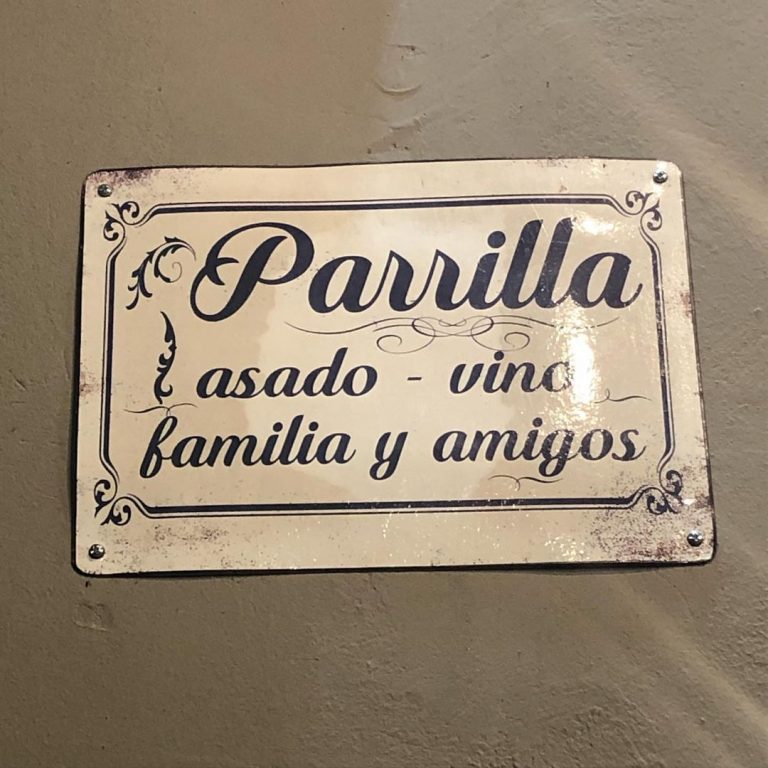 Parrilla
asado - vino
familia y amigos